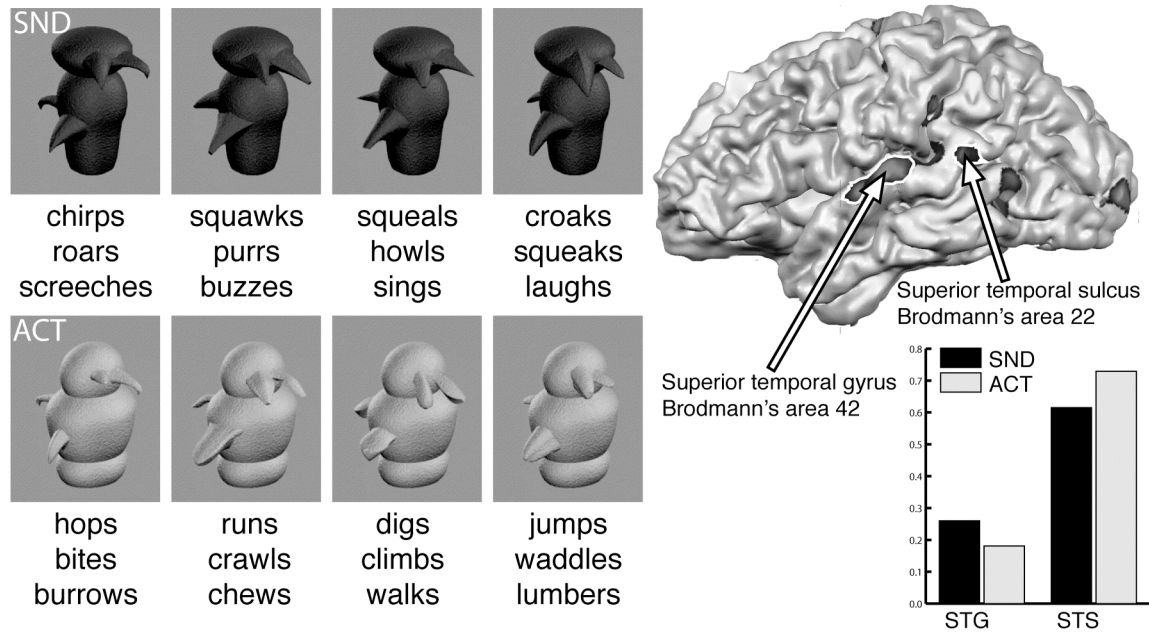 SND
chirps
roars
screeches
squawks
purrs
buzzes
squeals
howls
sings
croaks
squeaks
laughs
ACT
hops
bites
burrows
runs
crawls
chews
digs
climbs
walks
jumps
waddles
lumbers
Superior temporal sulcus
Brodmann's area 22
Superior temporal gyrus
Brodmann's area 42
0.8
0.7
0.6
0.5
0.4
0.3
0.2
0.1
0.0
SND
ACT
STG
STS